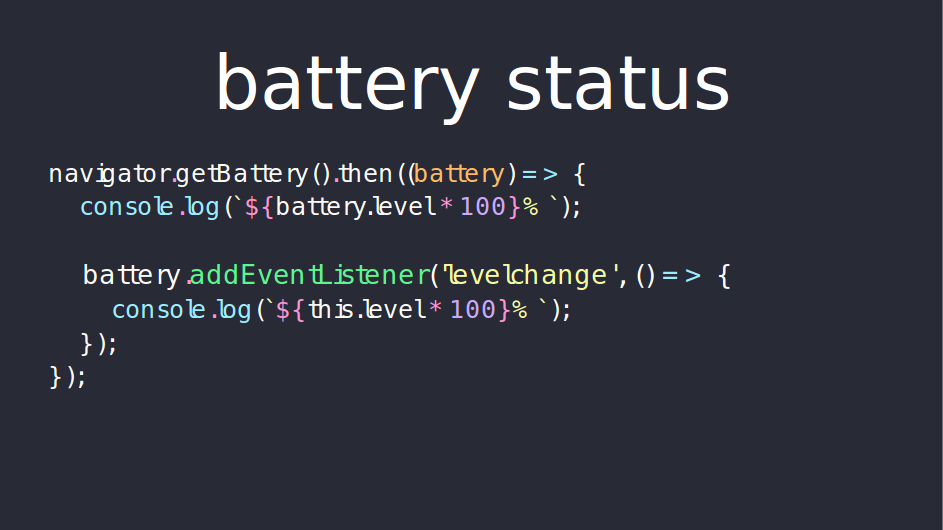 battery status
navigator.getBattery().then((battery)=> {
console.log(`${battery.level*100}%`);
battery.addEventListener('levelchange',()=> {
console.log(`${this.level*100}%`);
});
});